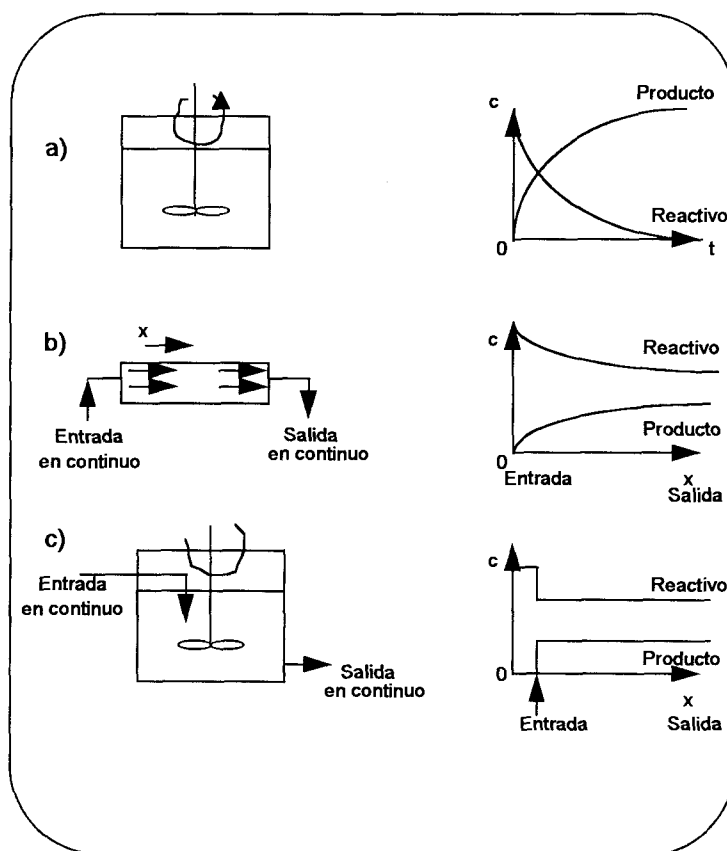 a)
c
Producto
Reactivo
0
t
b)
x
Entrada
en continuo
Salida
en continuo
c
Reactivo
Producto
0
Entrada
x
Salida
c)
Entrada
en continuo
Salida
en continuo
c
Reactivo
Producto
0
Entrada
x
Salida